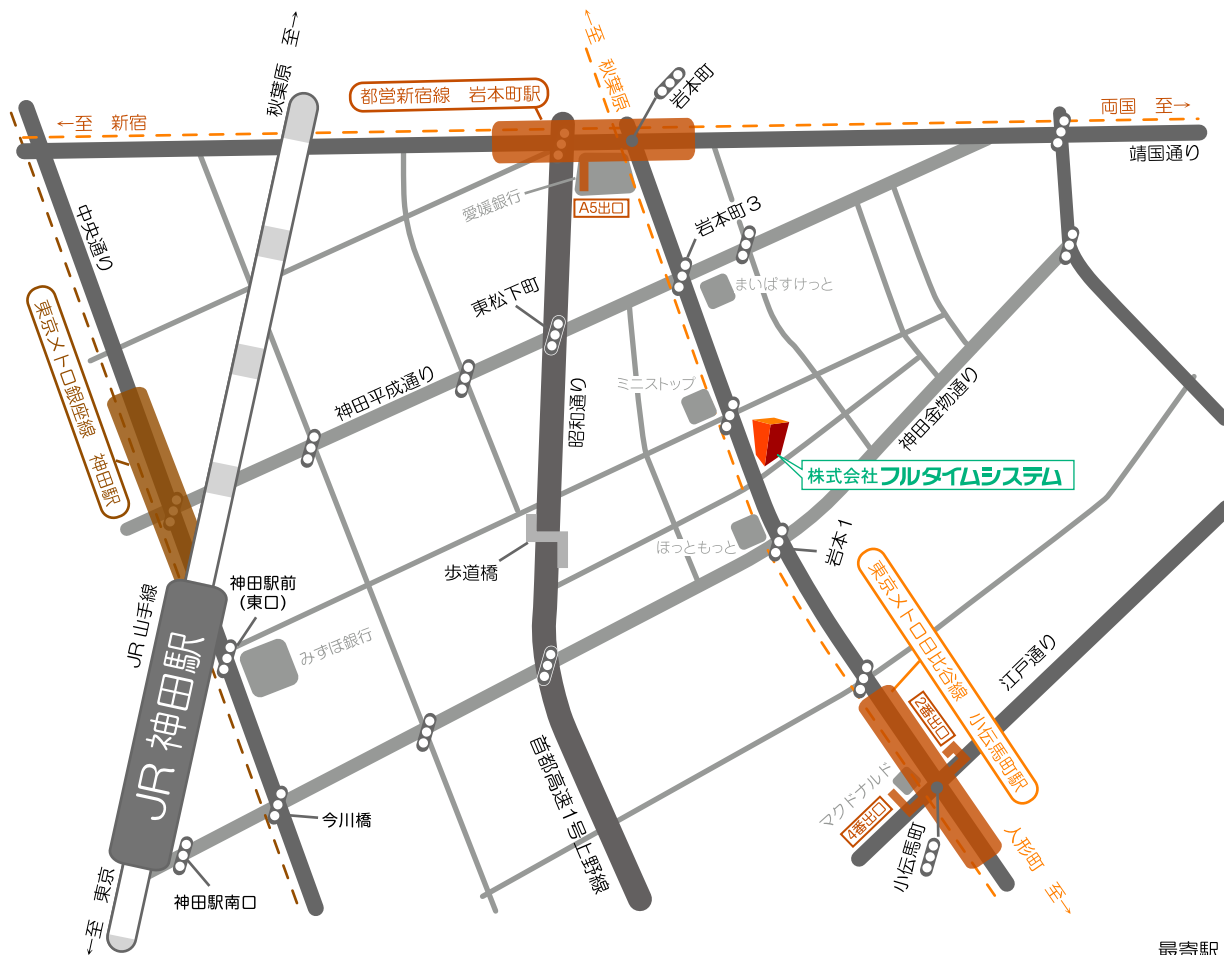 秋葉原 至→
←至 秋葉原
岩本町
都営新宿線 岩本町駅
←至 新宿
両国 至→
靖国通り
中央通り
愛媛銀行
A5出口
岩本町3
東松下町
まいばすけっと
東京メトロ銀座線 神田駅
神田平成通り
昭和通り
ミニストップ
神田金物通り
株式会社フルタイムシステム
ほっともっと
岩本1
歩道橋
神田駅前
(東口)
JR 山手線
みずほ銀行
JR 神田駅
東京メトロ日比谷線 小伝馬町駅
江戸通り
2番出口
首都高速1号上野線
マクドナルド
4番出口
今川橋
小伝馬町
人形町 至→
神田駅南口
←至 東京
最寄駅